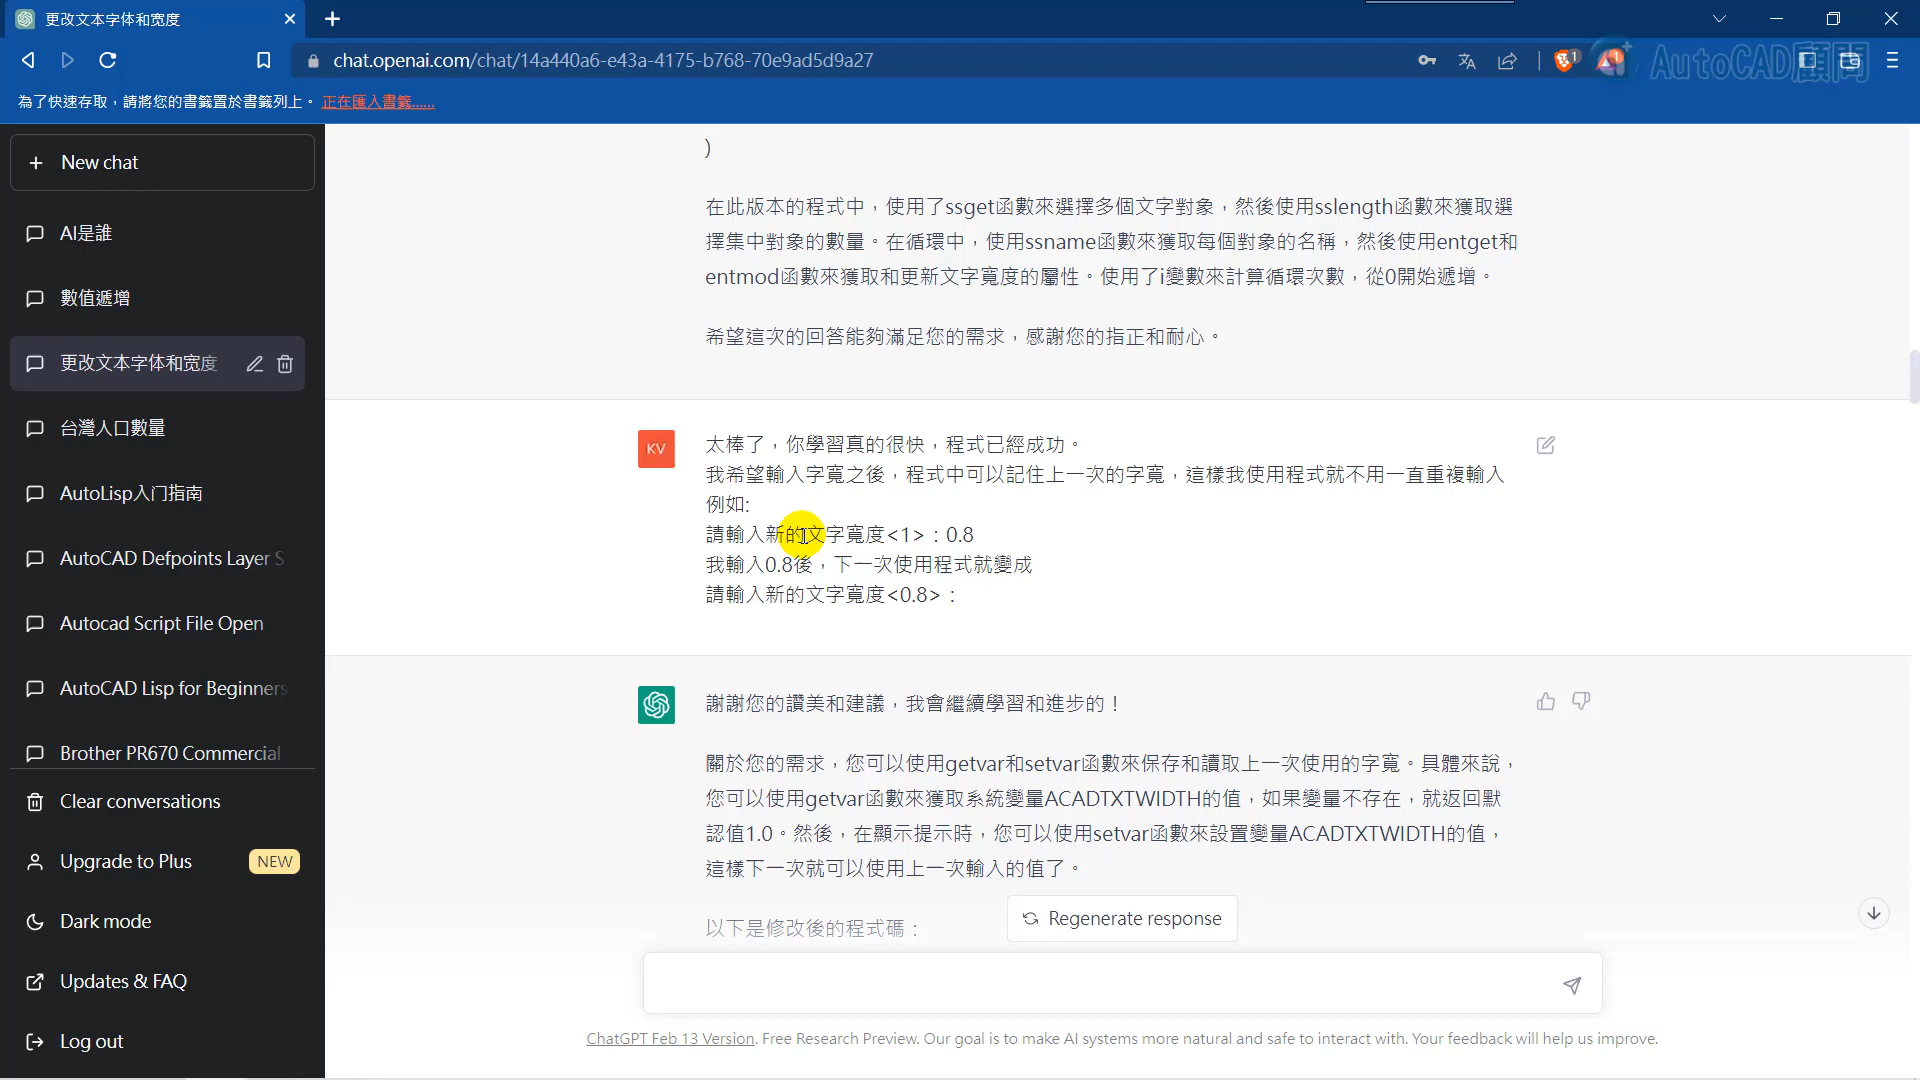 更改文本字体和宽度
chat.openai.com/chat/14a440a6-e43a-4175-b768-70e9ad5d9a27
1
1
AutoCAD顧問
為了快速存取，請將您的書籤置於書籤列上。 正在匯入書籤......
New chat
AI是誰
數值遞增
更改文本字体和宽度
台灣人口數量
AutoLisp入门指南
AutoCAD Defpoints Layer S
Autocad Script File Open
AutoCAD Lisp for Beginners
Brother PR670 Commercial
Clear conversations
Upgrade to Plus NEW
Dark mode
Updates & FAQ
Log out
)
在此版本的程式中，使用了ssget函數來選擇多個文字對象，然後使用sslength函數來獲取選
擇集中對象的數量。在循環中，使用ssname函數來獲取每個對象的名稱，然後使用entget和
entmod函數來獲取和更新文字寬度的屬性。使用了i變數來計算循環次數，從0開始遞增。
希望這次的回答能夠滿足您的需求，感謝您的指正和耐心。
KV
太棒了，你學習真的很快，程式已經成功。
我希望輸入字寬之後，程式中可以記住上一次的字寬，這樣我使用程式就不用一直重複輸入
例如:
請輸入新的文字寬度<1>：0.8
我輸入0.8後，下一次使用程式就變成
請輸入新的文字寬度<0.8>：
謝謝您的讚美和建議，我會繼續學習和進步的！
關於您的需求，您可以使用getvar和setvar函數來保存和讀取上一次使用的字寬。具體來說，
您可以使用getvar函數來獲取系統變量ACADTXTWIDTH的值，如果變量不存在，就返回默
認值1.0。然後，在顯示提示時，您可以使用setvar函數來設置變量ACADTXTWIDTH的值，
這樣下一次就可以使用上一次輸入的值了。
以下是修改後的程式碼：
Regenerate response
ChatGPT Feb 13 Version. Free Research Preview. Our goal is to make AI systems more natural and safe to interact with. Your feedback will help us improve.